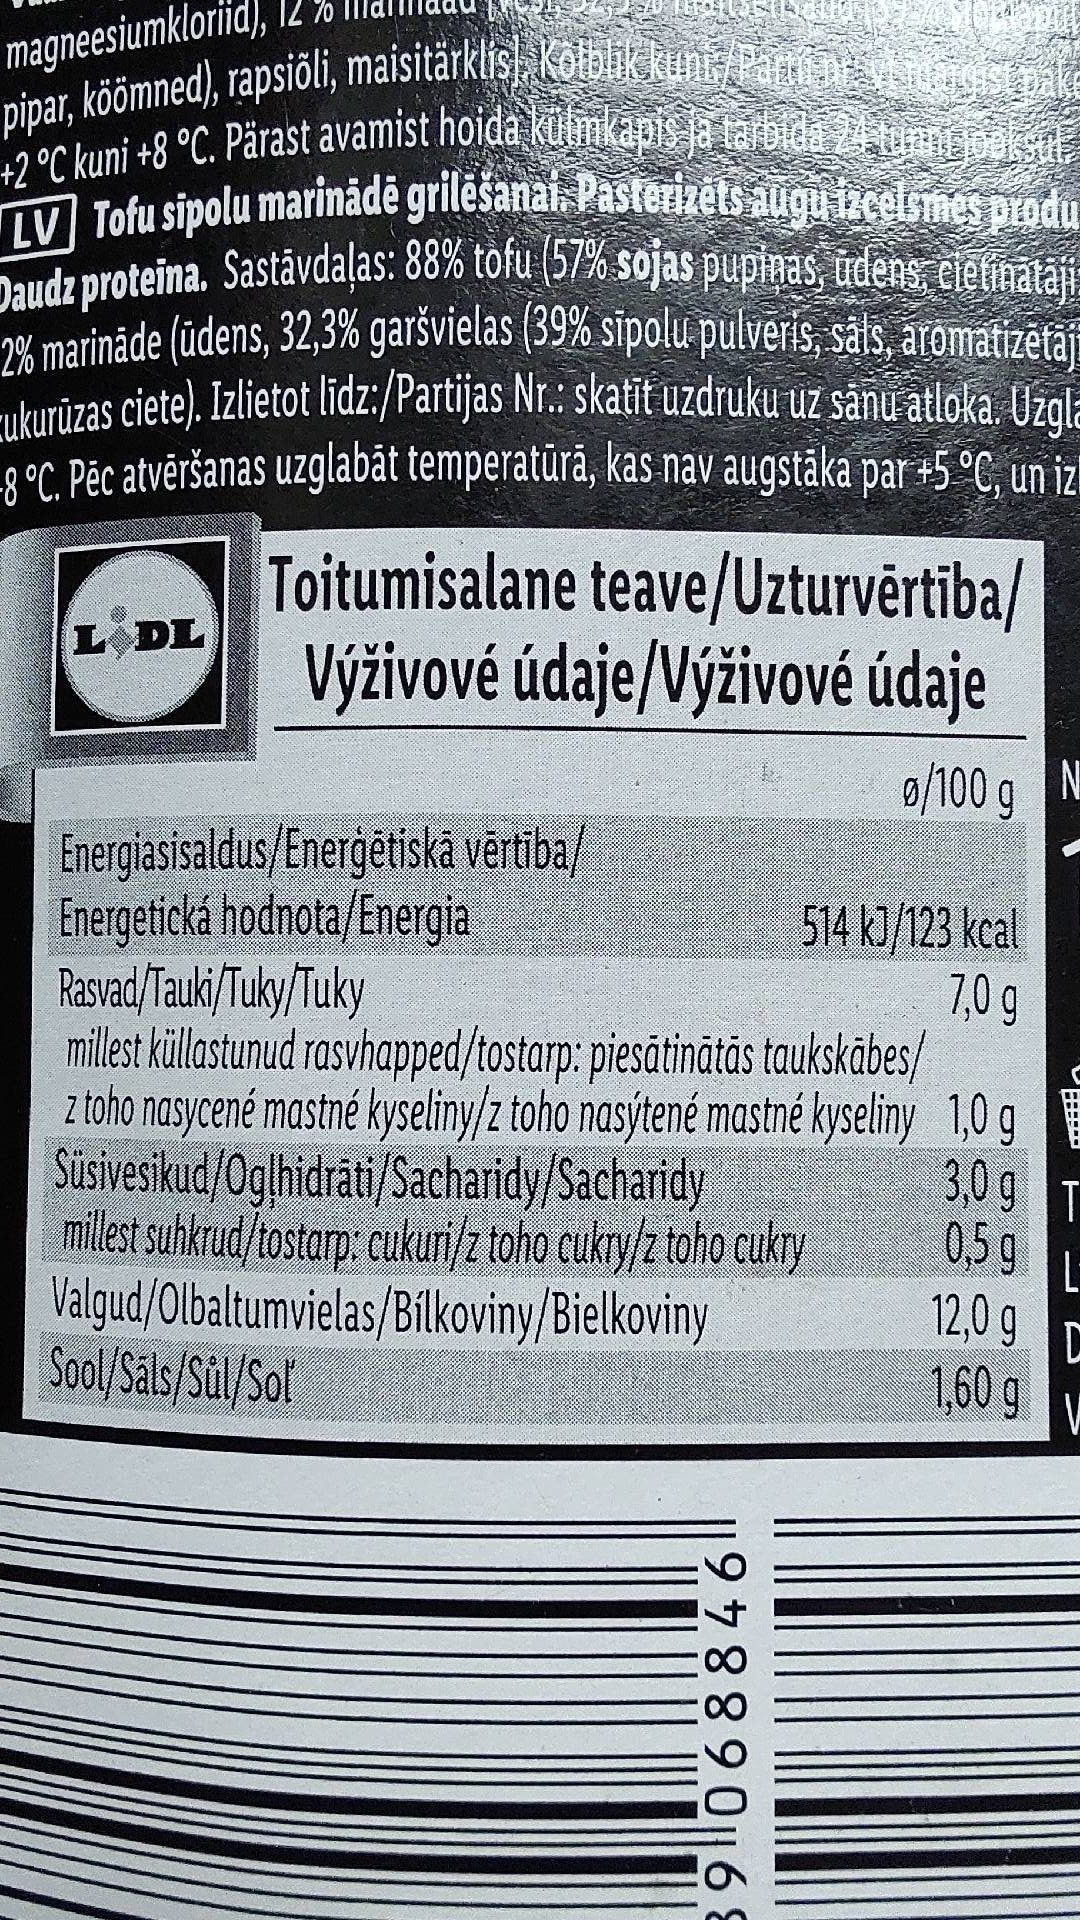 magneesiumkloriid), 12 %
pipar, köömned), rapsiõli, maisitärklis]. Kõlblik kuni:/Partii nr
+2 °C kuni +8 °C. Pärast avamist hoida külmkapis ja tarbida 24 tunni jooksul.
LV Tofu sīpolu marinādē grilēšanai. Pasterizēts augu izcelsmes produ
Daudz proteīna. Sastāvdaļas: 88% tofu (57% sojas pupiņas, ūdens, cietinātāji
2% marināde (ūdens, 32,3% garšvielas (39% sīpolu pulveris, sāls, aromatizētāj
kukurūzas ciete). Izlietot līdz:/Partijas Nr.: skatīt uzdruku uz sānu atloka. Uzgla
-8 °C. Pēc atvēršanas uzglabāt temperatūrā, kas nav augstāka par +5 °C, un iz
LIDL
Toitumisalane teave/Uzturvērtība/
Výživové údaje/Výživové údaje
ø/100 g
Energiasisaldus/Enerģētiskā vērtība/
Energetická hodnota/Energia 514 kJ/123 kcal
Rasvad/Tauki/Tuky/Tuky 7,0 g
millest küllastunud rasvhapped/tostarp: piesātinātās taukskābes/
z toho nasycené mastné kyseliny/z toho nasýtené mastné kyseliny 1,0 g
Süsivesikud/Ogļhidrāti/Sacharidy/Sacharidy 3,0 g
millest suhkrud/tostarp: cukuri/z toho cukry/z toho cukry 0,5 g
Valgud/Olbaltumvielas/Bílkoviny/Bielkoviny 12,0 g
Sool/Sāls/Sůl/Soľ 1,60 g
N
T
L
D
V
9 068846